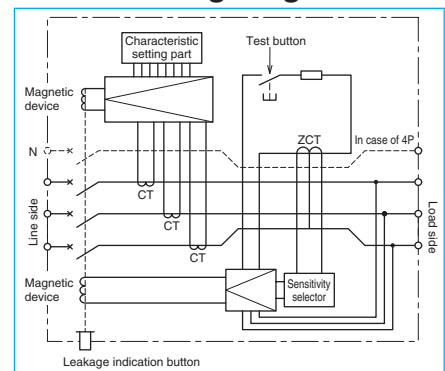 Characteristic
setting part
Test button
Magnetic
device
ZCT
In case of 4P
N
CT
CT
CT
Line side
Load side
Magnetic
device
Sensitivity
selector
Leakage indication button